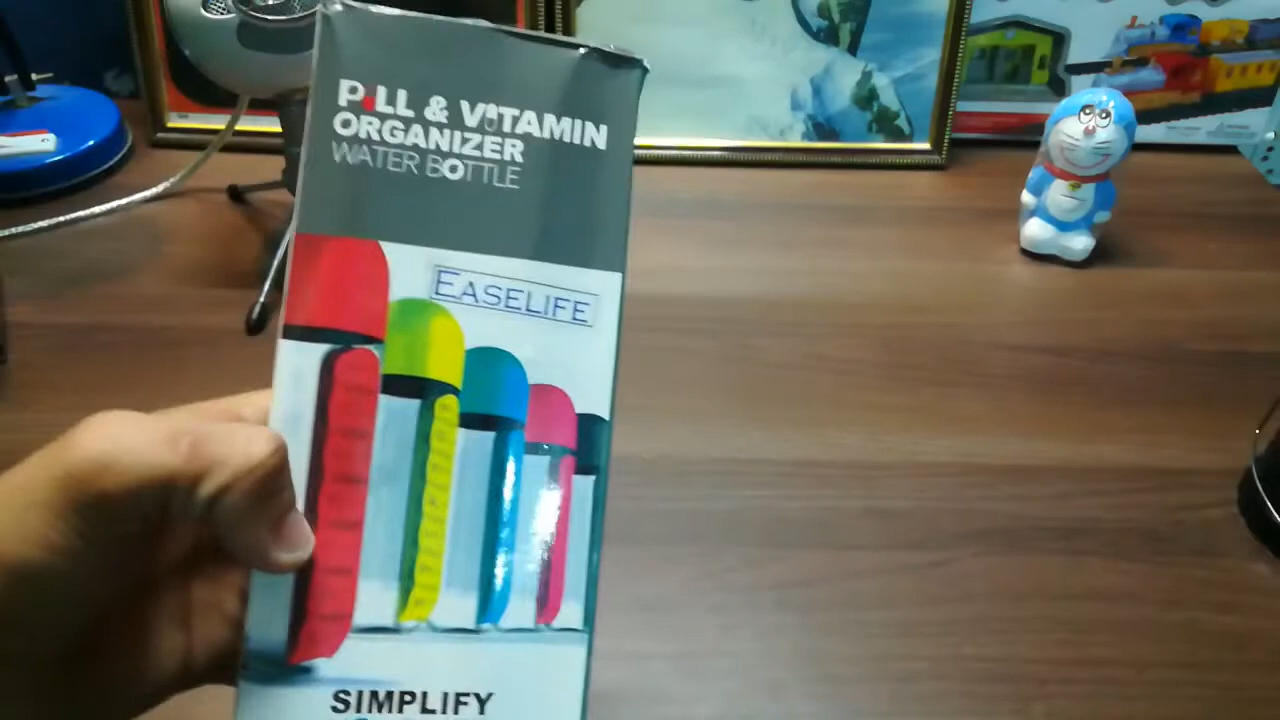 PILL & VITAMIN
ORGANIZER
WATER BOTTLE
EASELIFE
SIMPLIFY